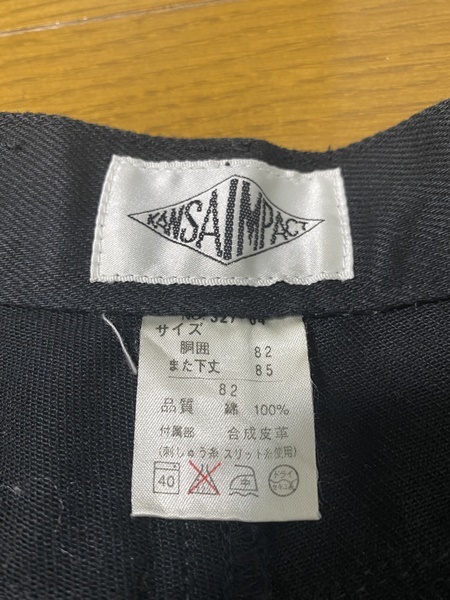 KANSAI IMPACT
サイズ
胴囲 82
また下丈 85
82
品質 綿 100%
付属部 合成皮革
(刺しゅう糸 スリット糸使用)
40 ドライ